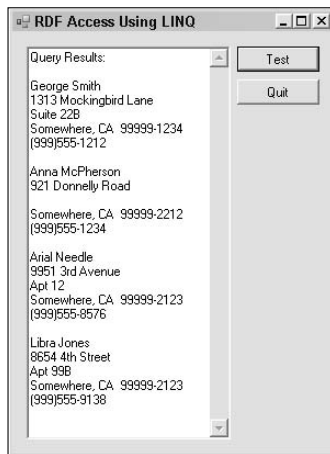 RDF Access Using LINQ
Query Results:
George Smith
1313 Mockingbird Lane
Suite 22B
Somewhere, CA  99999-1234
(999)555-1212
Anna McPherson
921 Donnelly Road
Somewhere, CA  99999-2212
(999)555-1234
Arial Needle
9951 3rd Avenue
Apt 12
Somewhere, CA  99999-2123
(999)555-8576
Libra Jones
8654 4th Street
Apt 99B
Somewhere, CA  99999-2123
(999)555-9138
Test
Quit